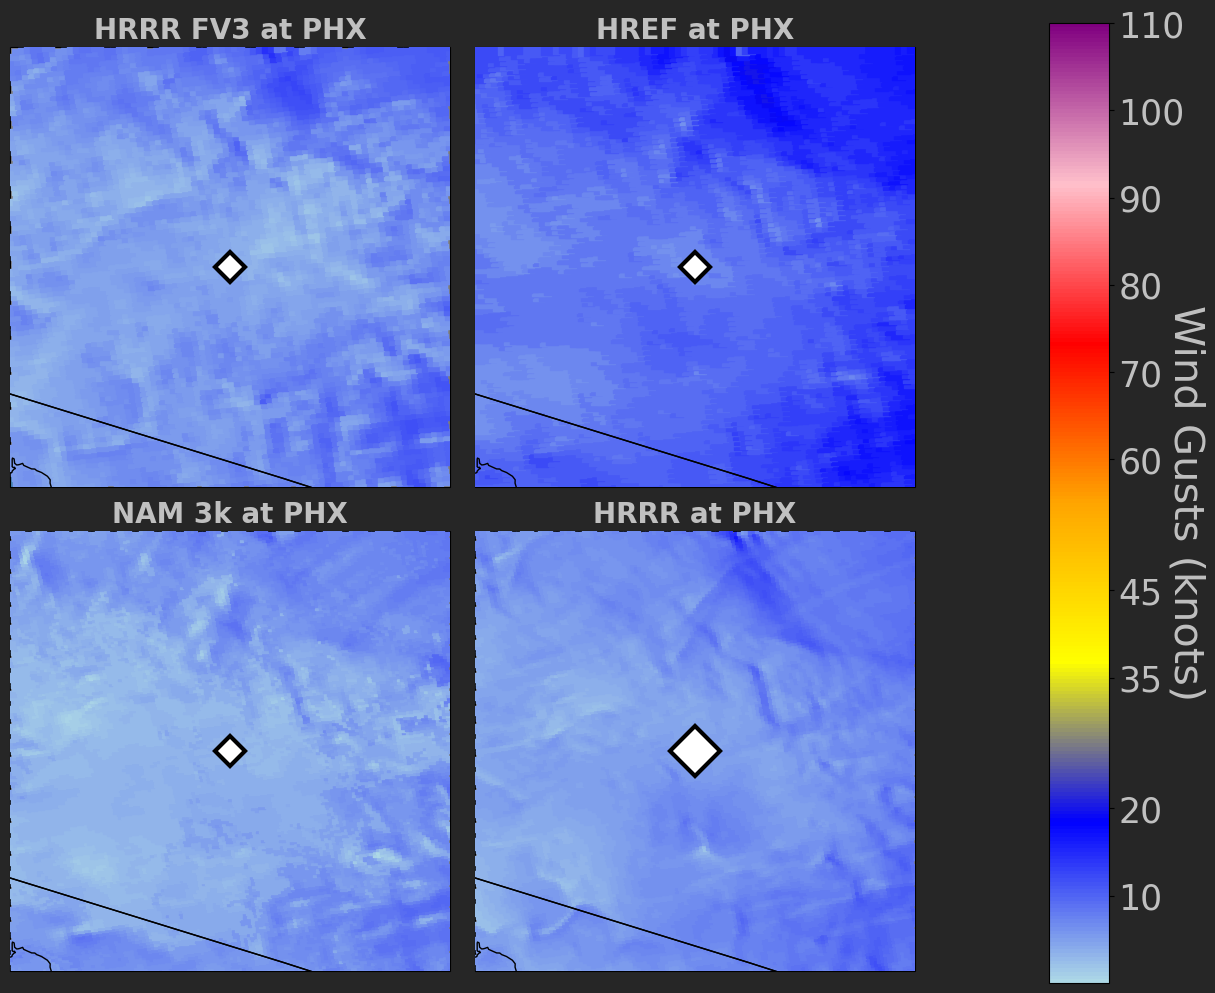 HRRR FV3 at PHX
HREF at PHX
NAM 3k at PHX
HRRR at PHX
110
100
90
80
70
60
45
35
20
10
Wind Gusts (knots)